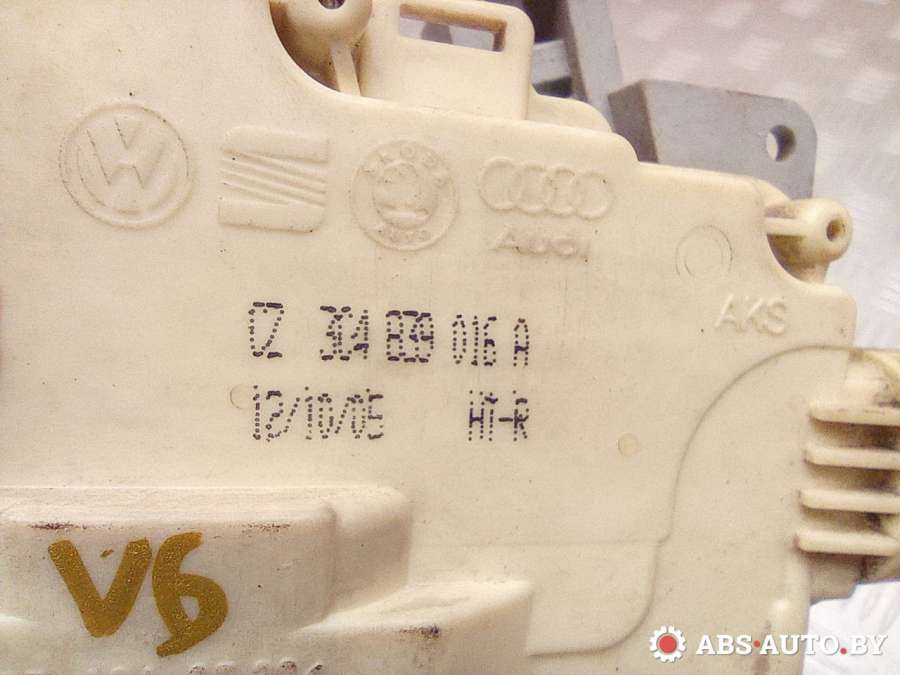 Audi
AKS
CZ 3C4 839 016 A
12/10/05 HT-R
V6
ABS-AUTO.BY